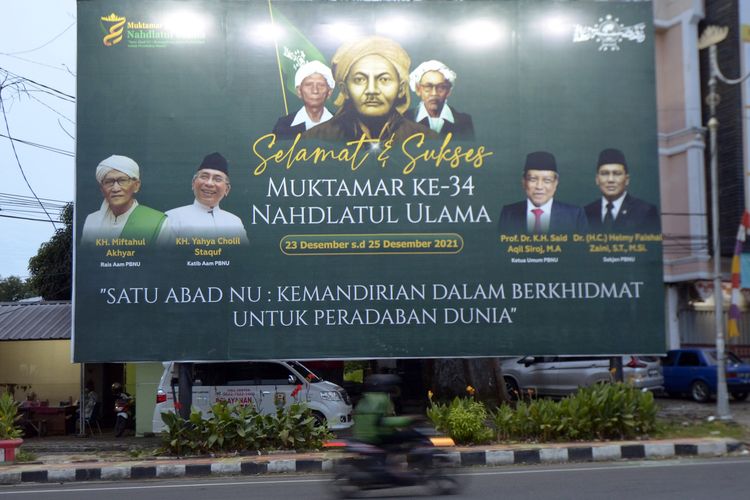 Muktamar
Nahdlatul Ulama
Selamat & Sukses
MUKTAMAR KE-34
NAHDLATUL ULAMA
23 Desember s.d 25 Desember 2021
KH. Miftahul
Akhyar
Rais Aam PBNU
KH. Yahya Cholil
Staquf
Katib Aam PBNU
Prof. Dr. K.H. Said
Aqil Siroj, M.A
Ketua Umum PBNU
Dr. (H.C.) Helmy Faishal
Zaini, S.T., M.Si.
Sekjen PBNU
"SATU ABAD NU : KEMANDIRIAN DALAM BERKHIDMAT
UNTUK PERADABAN DUNIA"